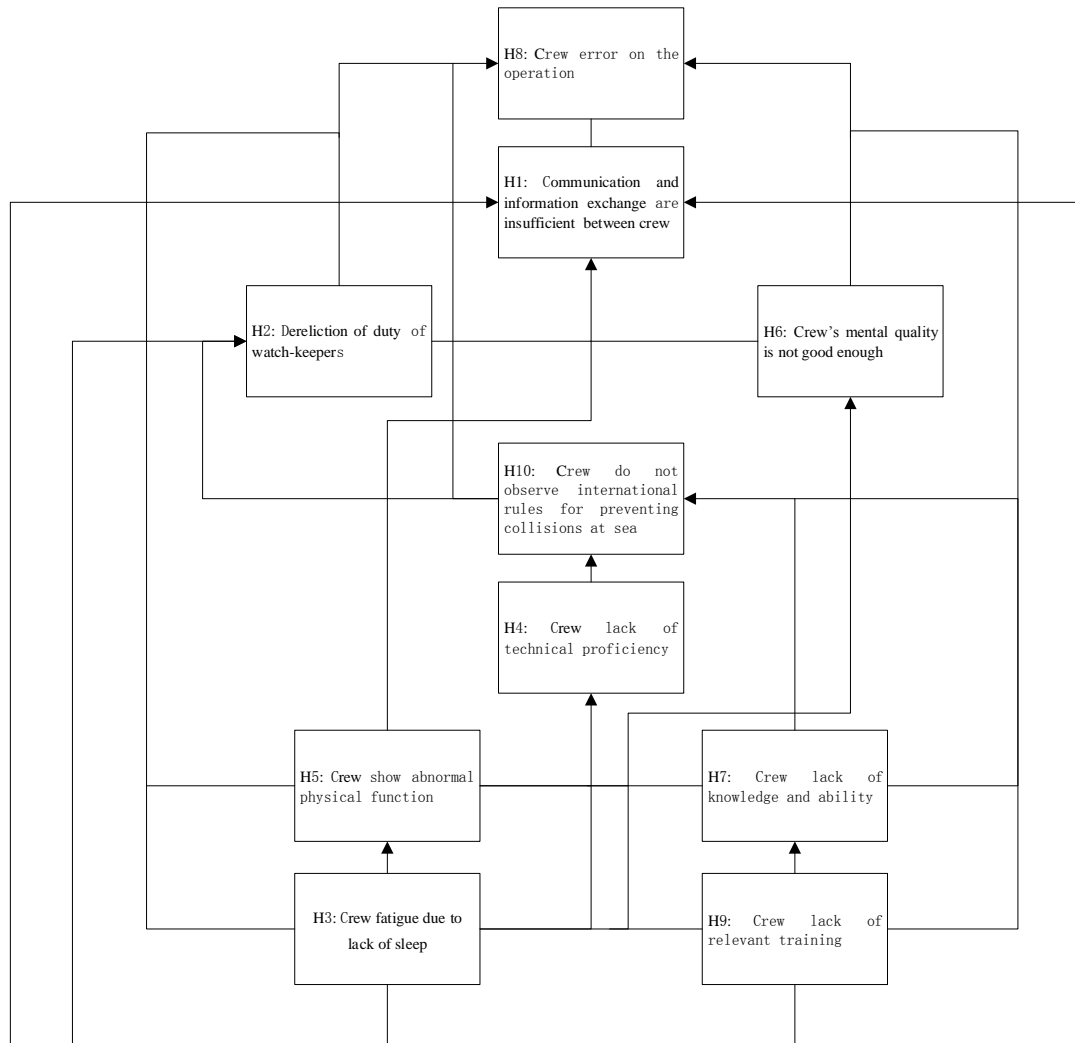 H8: Crew error on the
operation
H1: Communication and
information exchange are
insufficient between crew
H2: Dereliction of duty of
watch-keepers
H6: Crew’s mental quality
is not good enough
H10: Crew do not
observe international
rules for preventing
collisions at sea
H4: Crew lack of
technical proficiency
H5: Crew show abnormal
physical function
H7: Crew lack of
knowledge and ability
H3: Crew fatigue due to
lack of sleep
H9: Crew lack of
relevant training